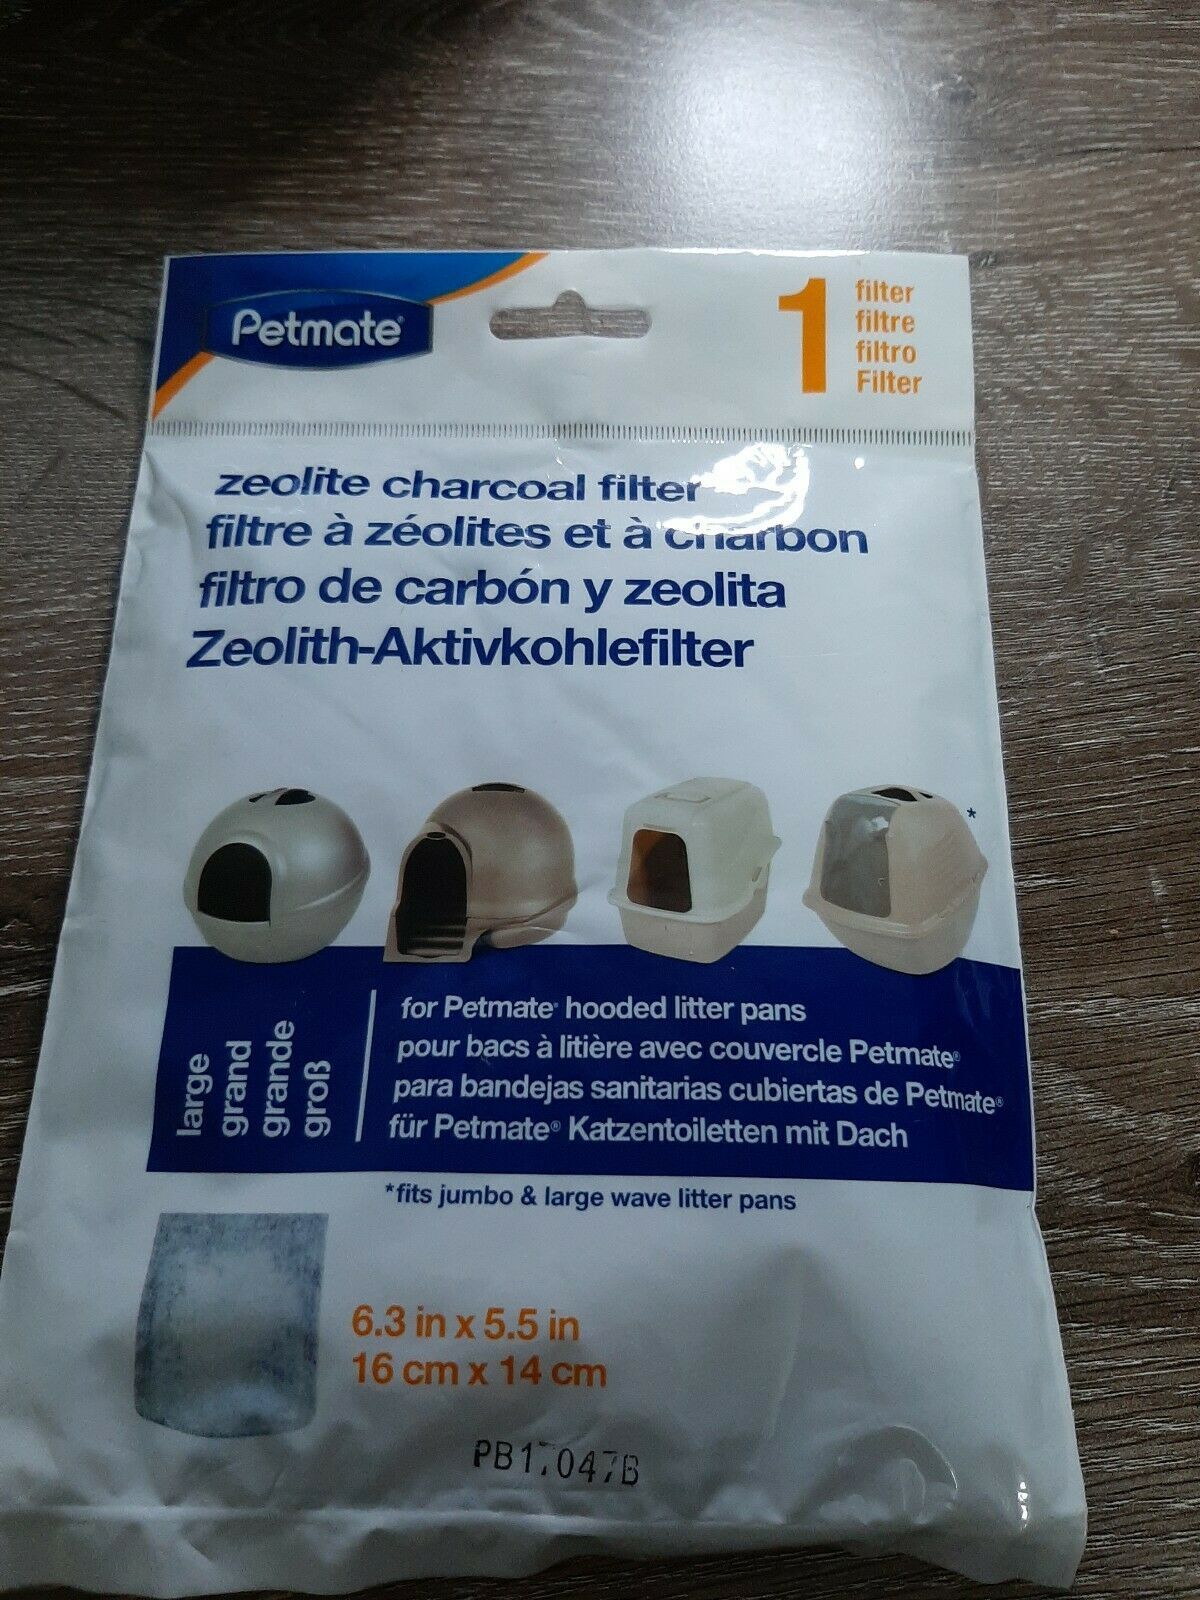 Petmate®
1
filter
filtre
filtro
Filter
zeolite charcoal filter
filtre à zéolites et à charbon
filtro de carbón y zeolita
Zeolith-Aktivkohlefilter
*
large
grand
grande
groß
for Petmate® hooded litter pans
pour bacs à litière avec couvercle Petmate®
para bandejas sanitarias cubiertas de Petmate®
für Petmate® Katzentoiletten mit Dach
*fits jumbo & large wave litter pans
6.3 in x 5.5 in
16 cm x 14 cm
PB17047B